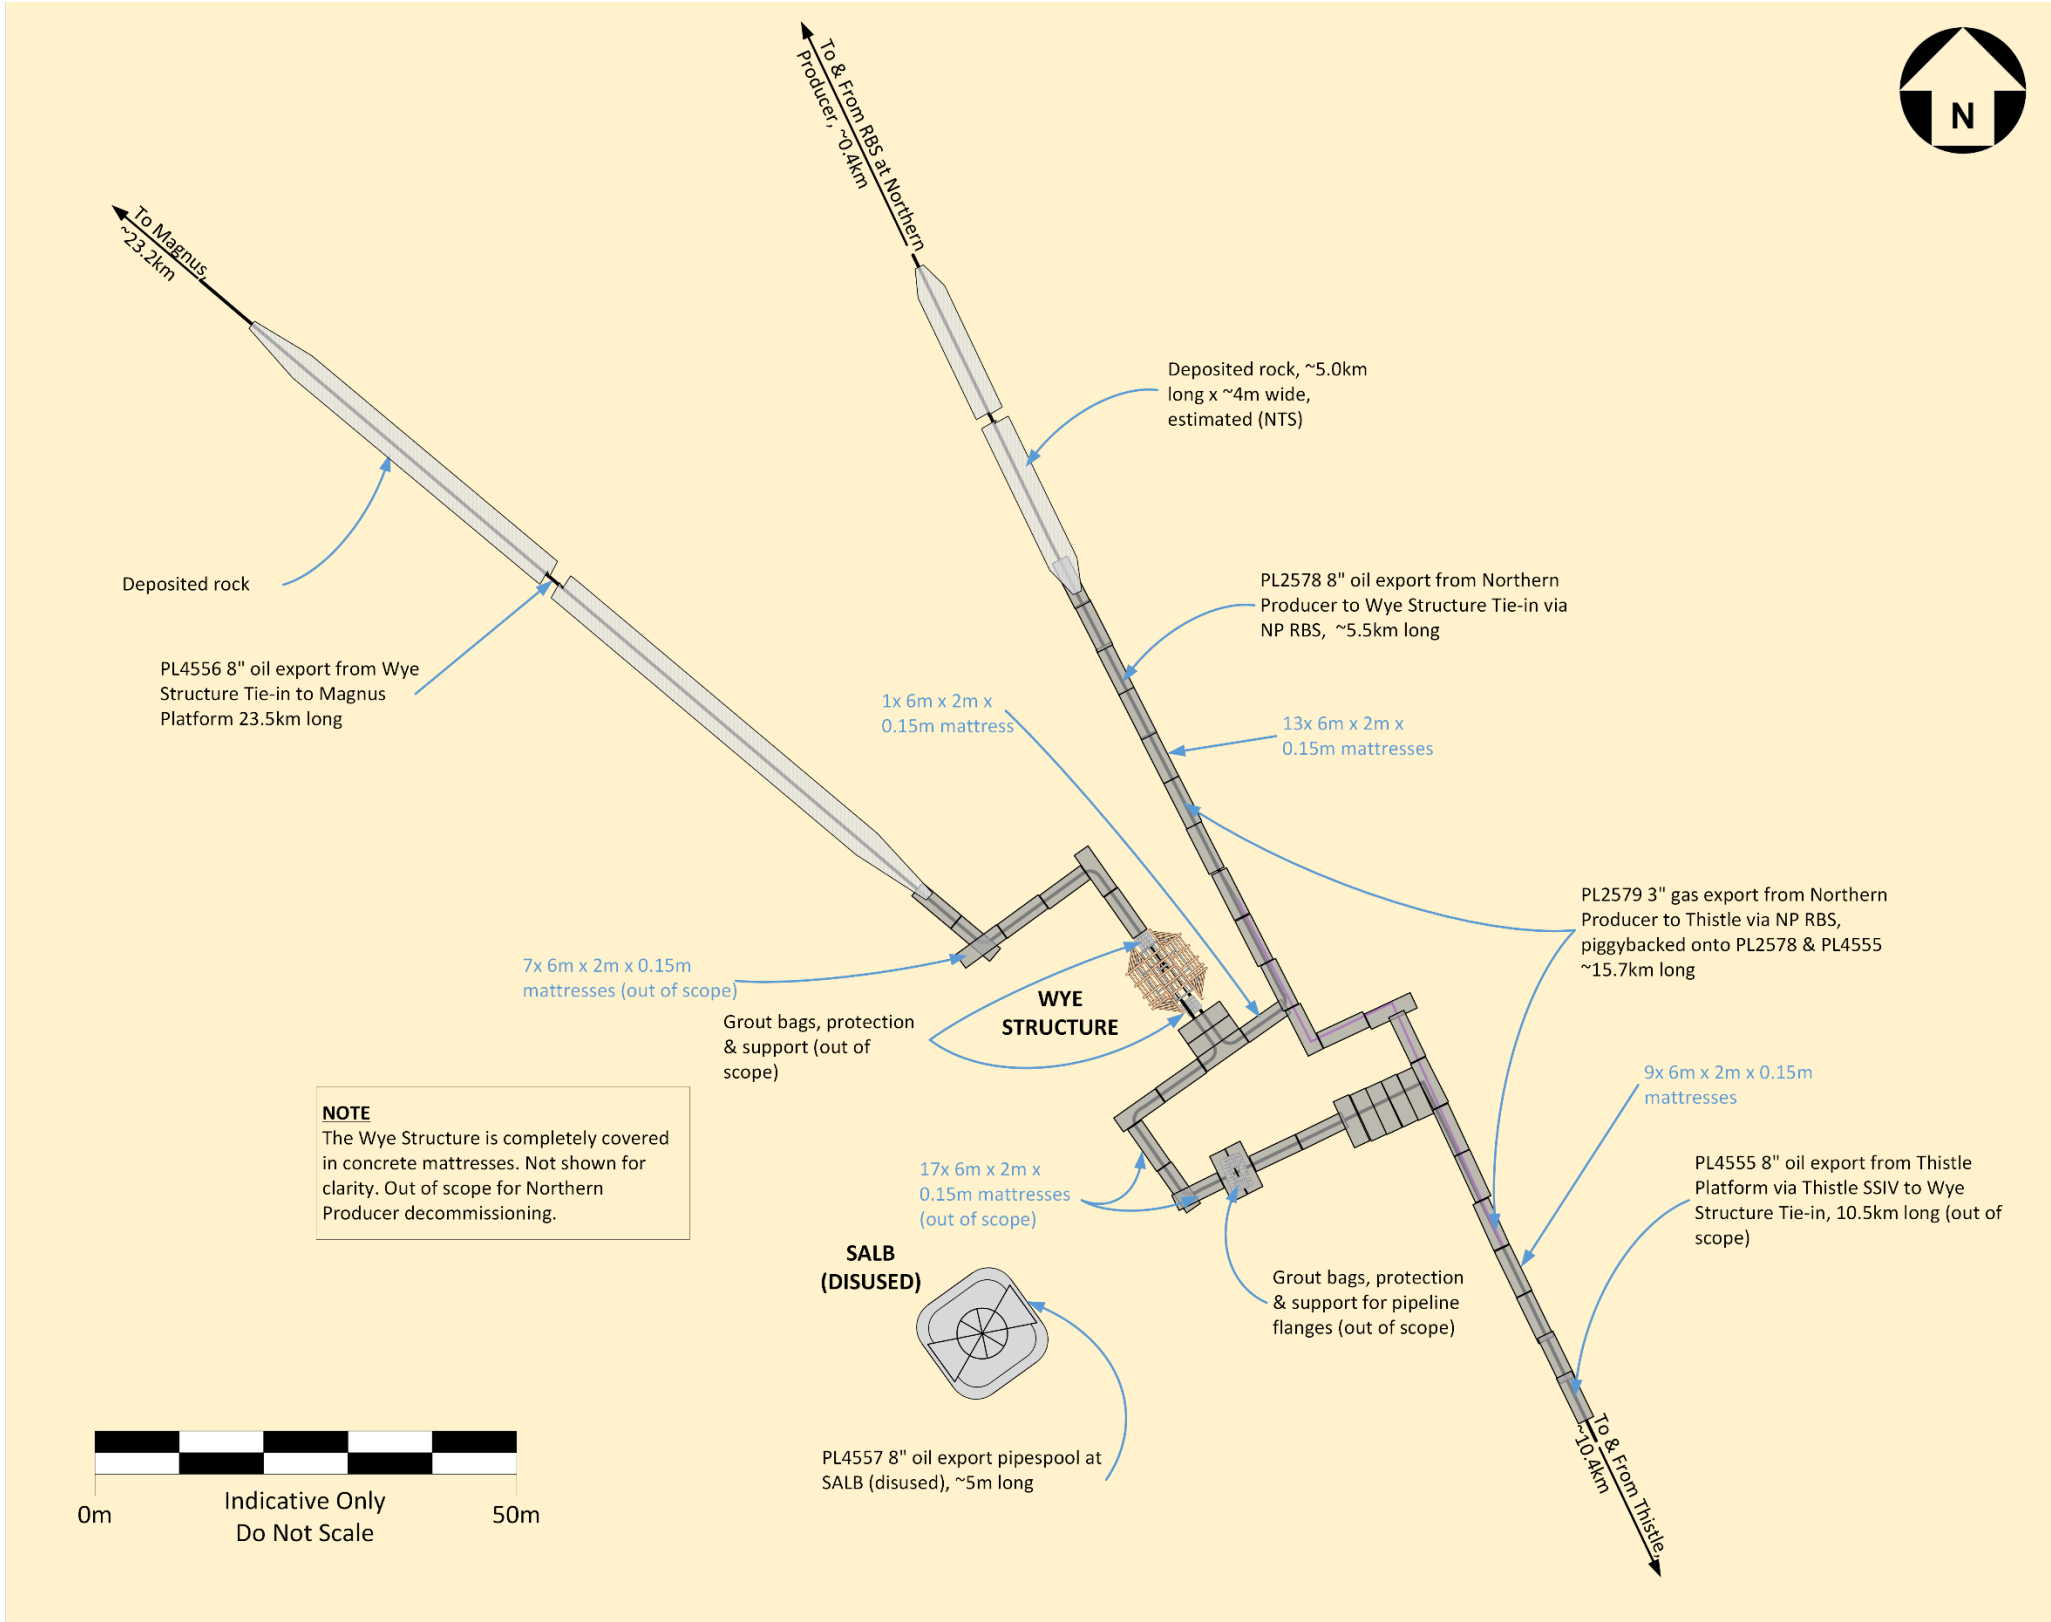 To & From RBS at Northern
Producer, ~0.4km
N
To Magnus,
~23.2km
Deposited rock, ~5.0km
long x ~4m wide,
estimated (NTS)
Deposited rock
PL2578 8" oil export from Northern
Producer to Wye Structure Tie-in via
NP RBS, ~5.5km long
PL4556 8" oil export from Wye
Structure Tie-in to Magnus
Platform 23.5km long
1x 6m x 2m x
0.15m mattress
13x 6m x 2m x
0.15m mattresses
PL2579 3" gas export from Northern
Producer to Thistle via NP RBS,
piggybacked onto PL2578 & PL4555
~15.7km long
7x 6m x 2m x 0.15m
mattresses (out of scope)
WYE
STRUCTURE
Grout bags, protection
& support (out of
scope)
9x 6m x 2m x 0.15m
mattresses
NOTE
The Wye Structure is completely covered
in concrete mattresses. Not shown for
clarity. Out of scope for Northern
Producer decommissioning.
17x 6m x 2m x
0.15m mattresses
(out of scope)
PL4555 8" oil export from Thistle
Platform via Thistle SSIV to Wye
Structure Tie-in, 10.5km long (out of
scope)
SALB
(DISUSED)
Grout bags, protection
& support for pipeline
flanges (out of scope)
PL4557 8" oil export pipespool at
SALB (disused), ~5m long
To & From Thistle,
~10.4km
0m
Indicative Only
Do Not Scale
50m